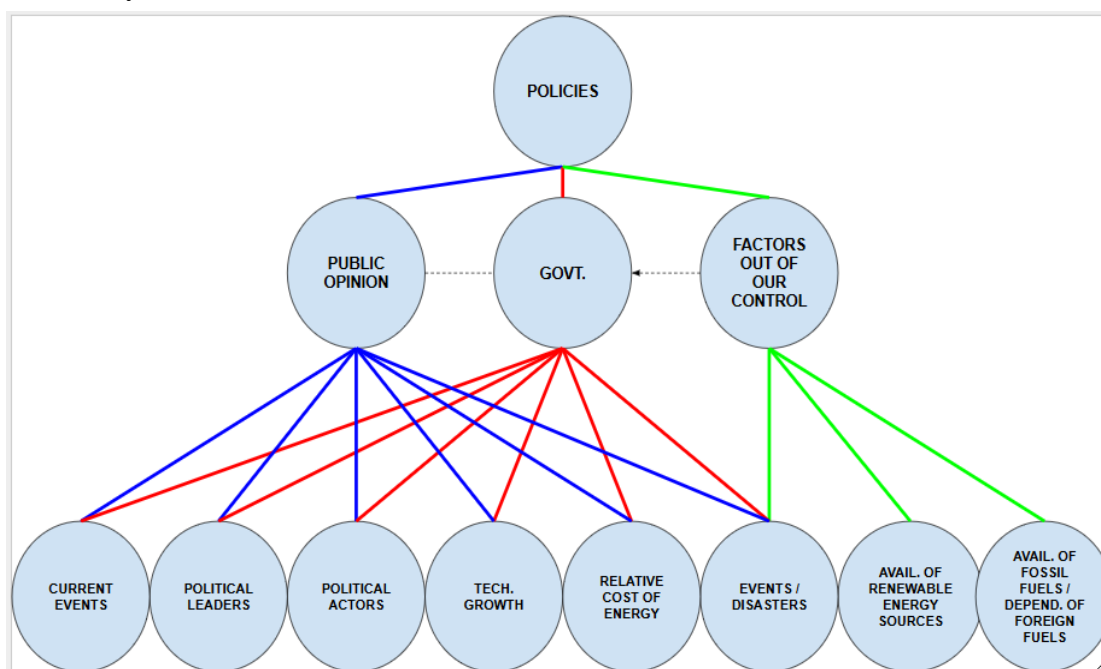 POLICIES
PUBLIC
OPINION
GOVT.
FACTORS
OUT OF
OUR
CONTROL
CURRENT
EVENTS
POLITICAL
LEADERS
POLITICAL
ACTORS
TECH.
GROWTH
RELATIVE
COST OF
ENERGY
EVENTS /
DISASTERS
AVAIL. OF
RENEWABLE
ENERGY
SOURCES
AVAIL. OF
FOSSIL
FUELS /
DEPEND. OF
FOREIGN
FUELS